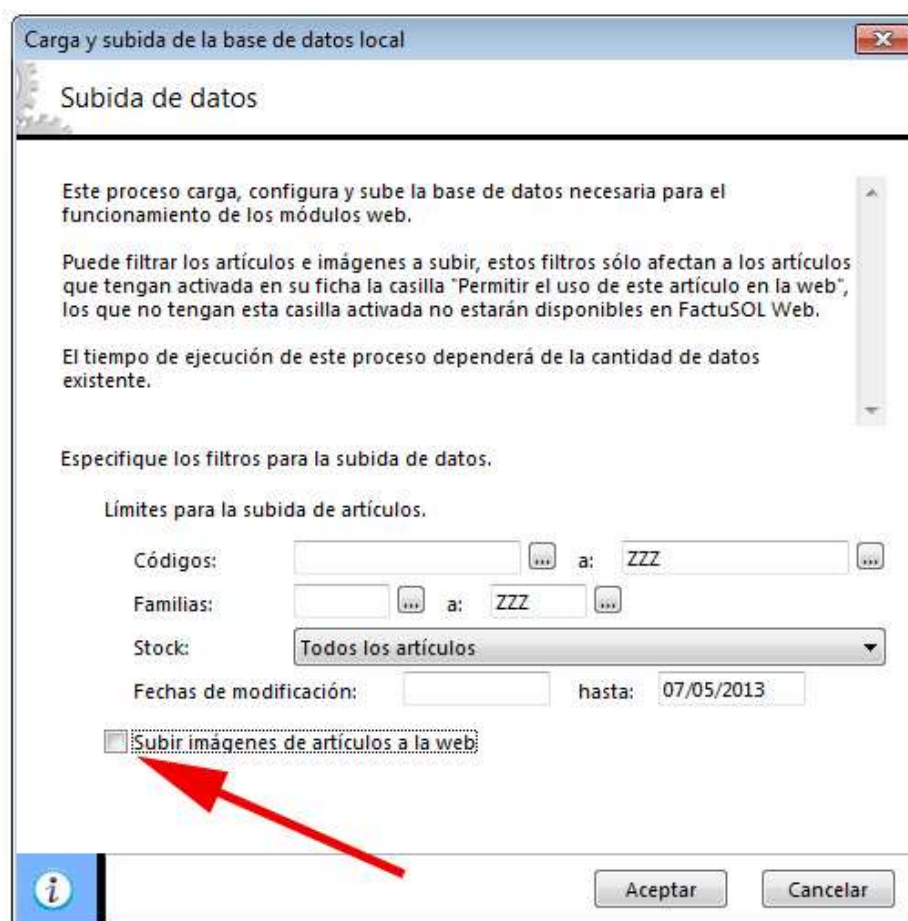 Carga y subida de la base de datos local
Subida de datos
Este proceso carga, configura y sube la base de datos necesaria para el
funcionamiento de los módulos web.
Puede filtrar los artículos e imágenes a subir, estos filtros sólo afectan a los artículos
que tengan activada en su ficha la casilla "Permitir el uso de este artículo en la web",
los que no tengan esta casilla activada no estarán disponibles en FactuSOL Web.
El tiempo de ejecución de este proceso dependerá de la cantidad de datos
existente.
Especifique los filtros para la subida de datos.
Límites para la subida de artículos.
Códigos: ... a: ZZZ ...
Familias: ... a: ZZZ ...
Stock: Todos los artículos
Fechas de modificación: hasta: 07/05/2013
Subir imágenes de artículos a la web
i Aceptar Cancelar